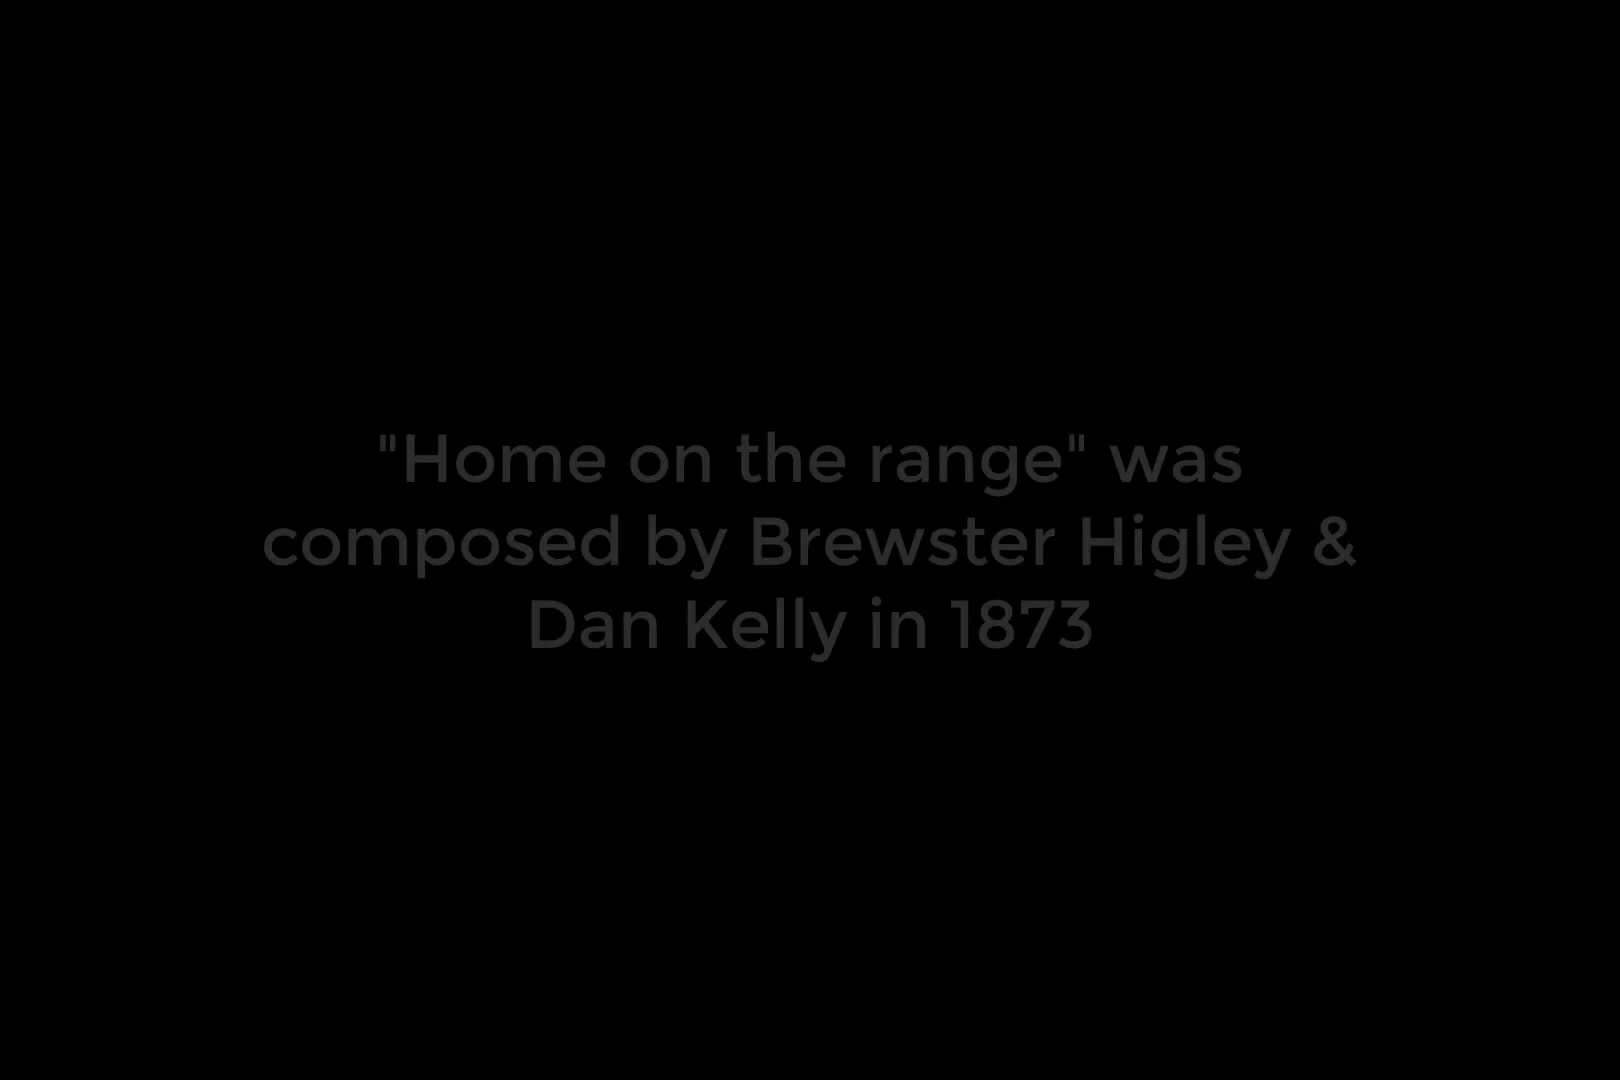 "Home on the range" was
composed by Brewster Higley &
Dan Kelly in 1873